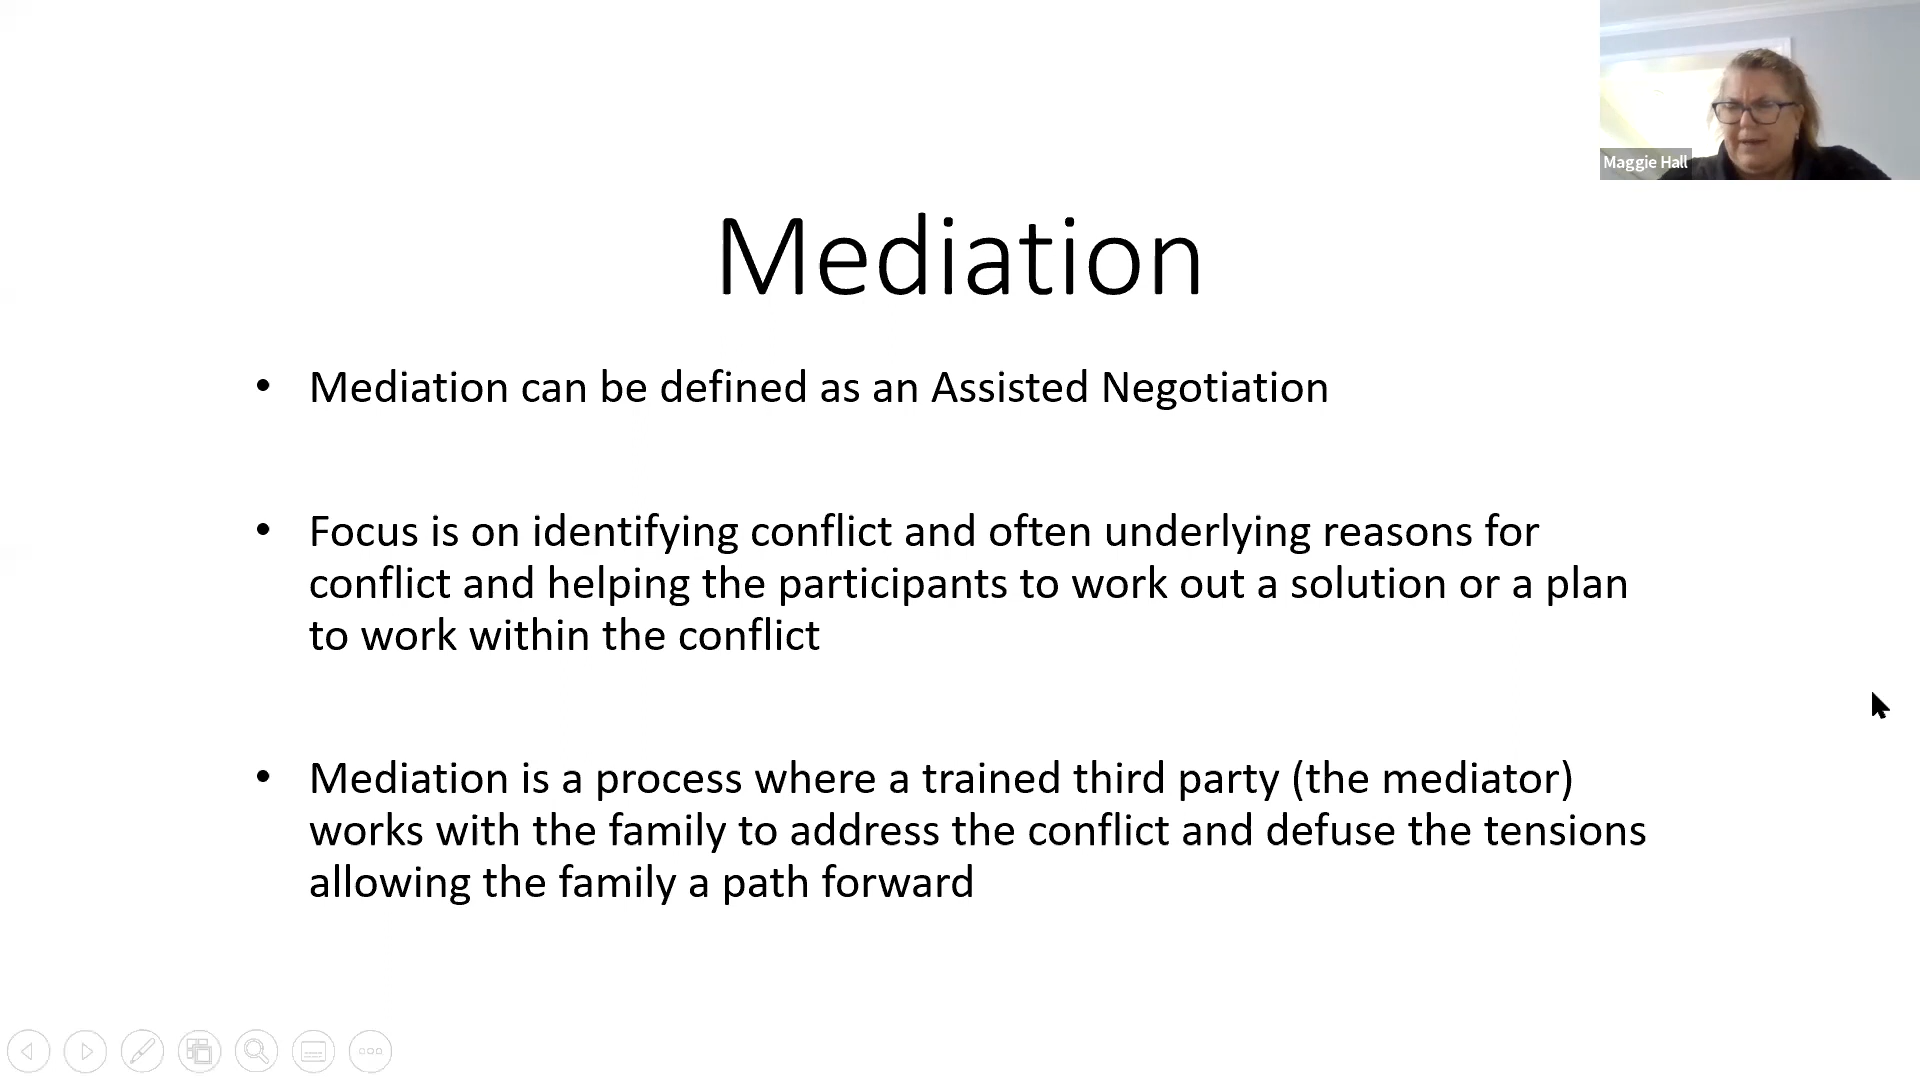 Maggie Hall
Mediation
• Mediation can be defined as an Assisted Negotiation
• Focus is on identifying conflict and often underlying reasons for
conflict and helping the participants to work out a solution or a plan
to work within the conflict
• Mediation is a process where a trained third party (the mediator)
works with the family to address the conflict and defuse the tensions
allowing the family a path forward